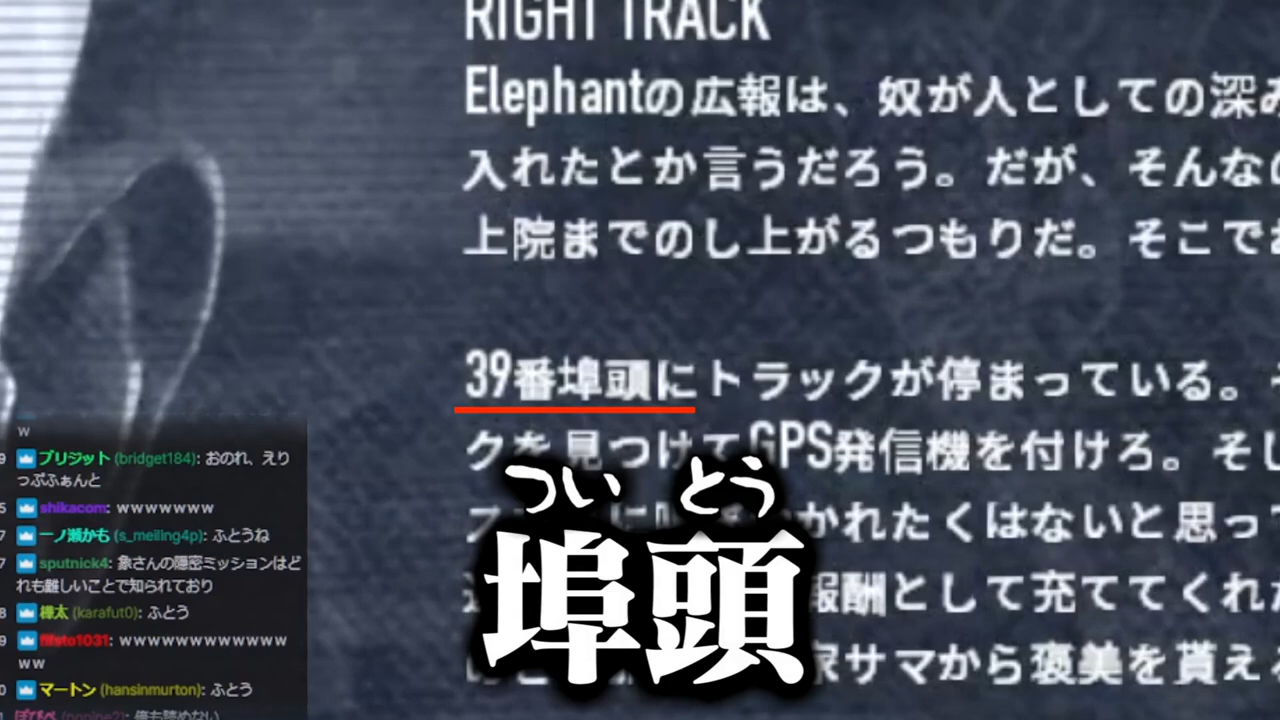 RIGHT TRACK
Elephantの広報は、奴が人としての深み
入れたとか言うだろう。だが、そんな
上院までのし上がるつもりだ。そこで
39番埠頭にトラックが停まっている。
クを見つけてGPS発信機を付けろ。そし
かれたくはないと思っ
報酬として充ててくれ
サマから褒美を貰え
つい とう
埠頭
w
ブリジット (bridget184): おのれ、えり
っぷふぁんと
shikacom: wwwwwww
一ノ瀬かも (s_meiling4p): ふとうね
sputnick4: 象さんの隠密ミッションはど
れも難しいことで知られており
樺太 (karafut0): ふとう
fifsto1031: wwwwwwwwwwwww
ww
マートン (hansinmurton): ふとう